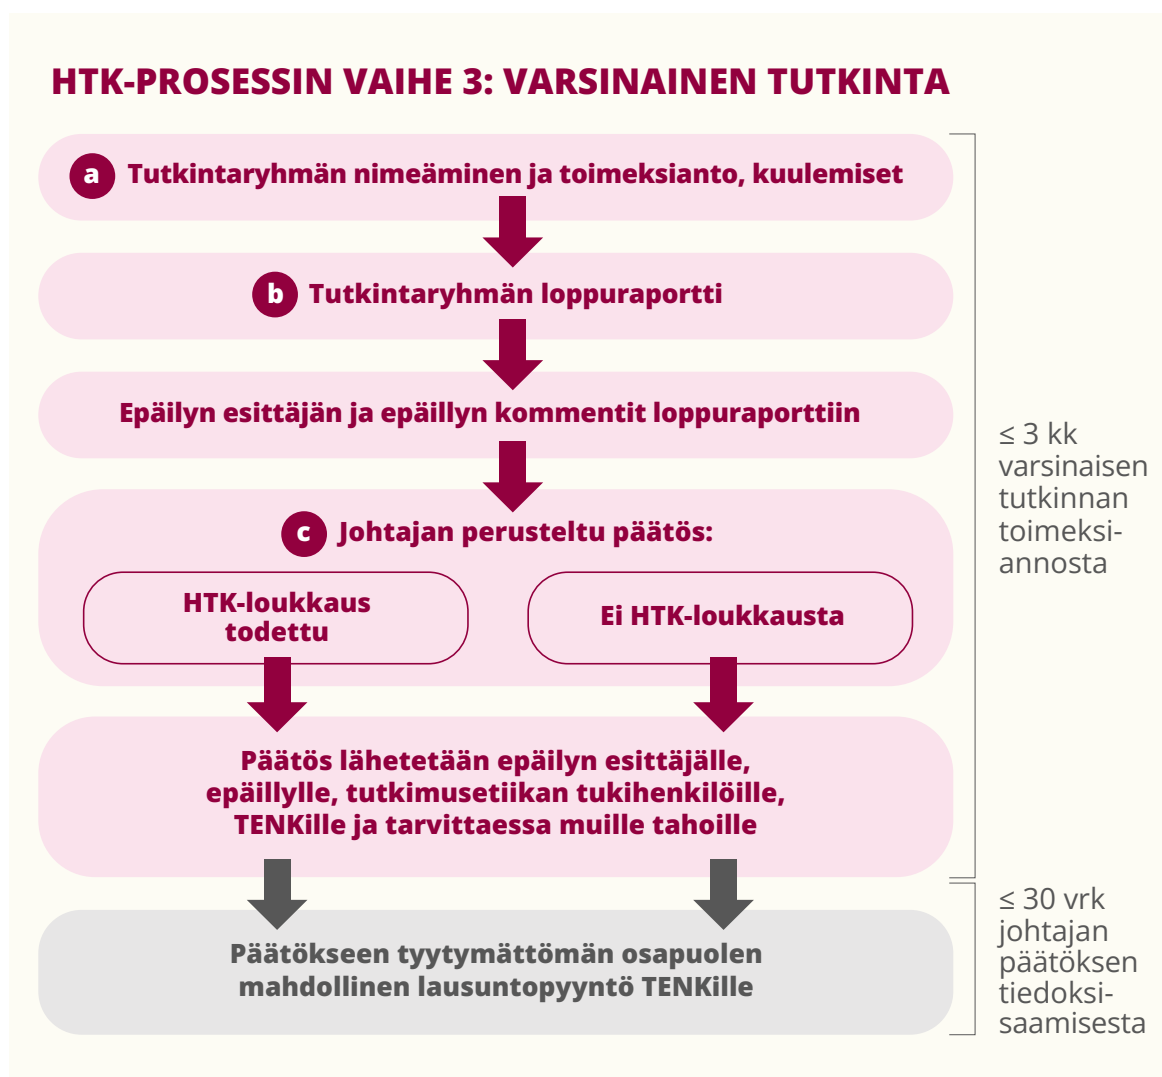 HTK-PROSESSIN VAIHE 3: VARSINAINEN TUTKINTA
a Tutkintaryhmän nimeäminen ja toimeksianto, kuulemiset
b Tutkintaryhmän loppuraportti
Epäilyn esittäjän ja epäillyn kommentit loppuraporttiin
c Johtajan perusteltu päätös:
HTK-loukkaus
todettu
Ei HTK-loukkausta
Päätös lähetetään epäilyn esittäjälle,
epäillylle, tutkimusetiikan tukihenkilöille,
TENKille ja tarvittaessa muille tahoille
≤ 3 kk
varsinaisen
tutkinnan
toimeksi-
annosta
Päätökseen tyytymättömän osapuolen
mahdollinen lausuntopyyntö TENKille
≤ 30 vrk
johtajan
päätöksen
tiedoksi-
saamisesta